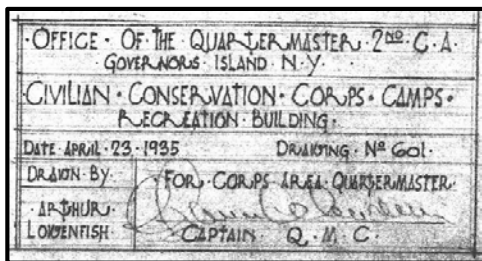 ·OFFICE·OF·THE·QUARTERMASTER·2ND·C·A·
GOVERNORS·ISLAND·N·Y·
·CIVILIAN·CONSERVATION·CORPS·CAMPS·
RECREATION·BUILDING·
DATE·APRIL·23·1935 DRAWING·Nº 601·
DRAWN·BY·
·ARTHUR·
LOWENFISH·
·FOR·CORPS AREA·QUARTERMASTER·
CAPTAIN Q·M·C·